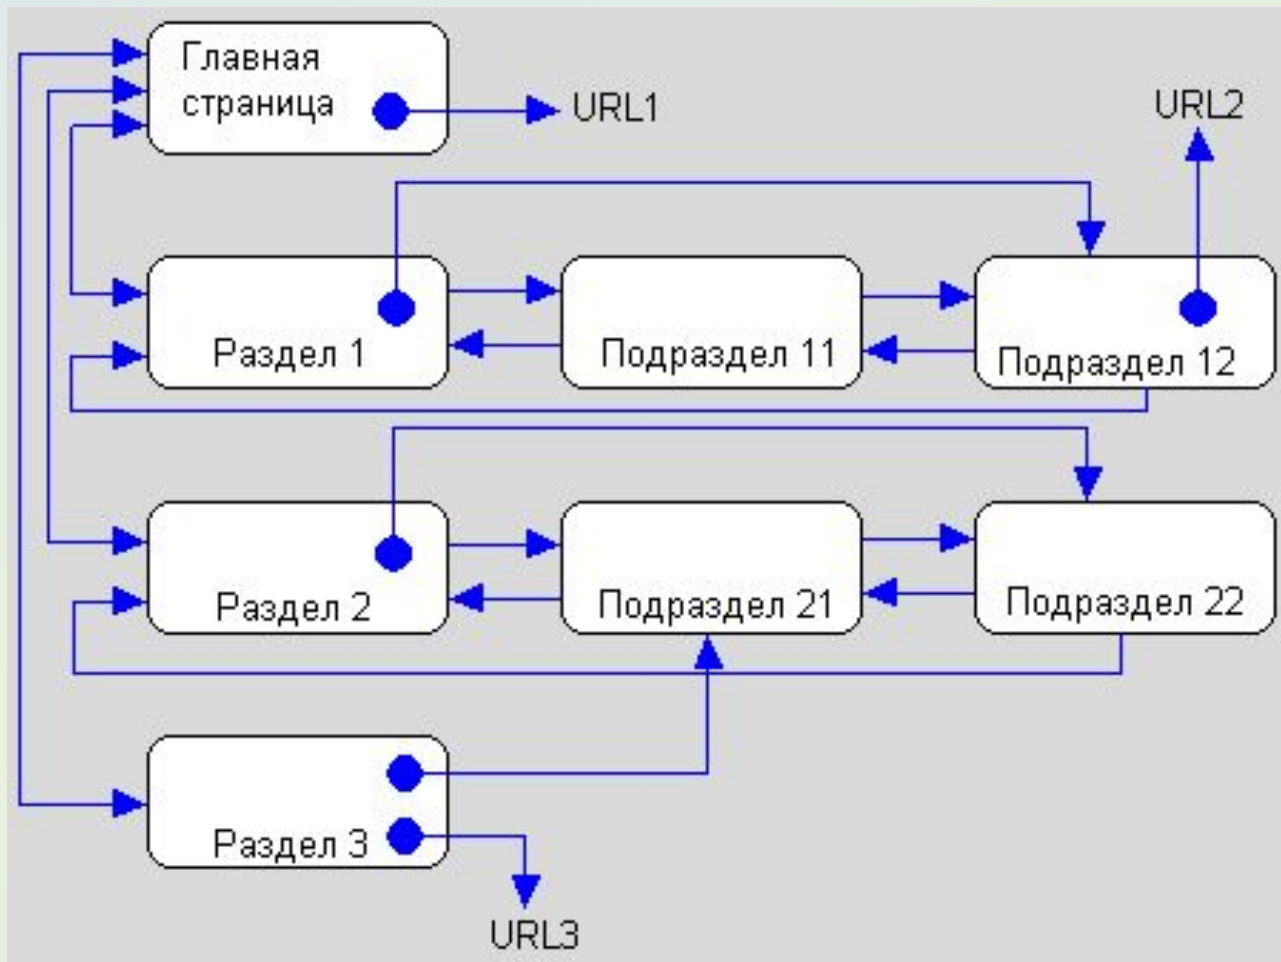 Главная
страница
URL1
URL2
Раздел 1
Подраздел 11
Подраздел 12
Раздел 2
Подраздел 21
Подраздел 22
Раздел 3
URL3